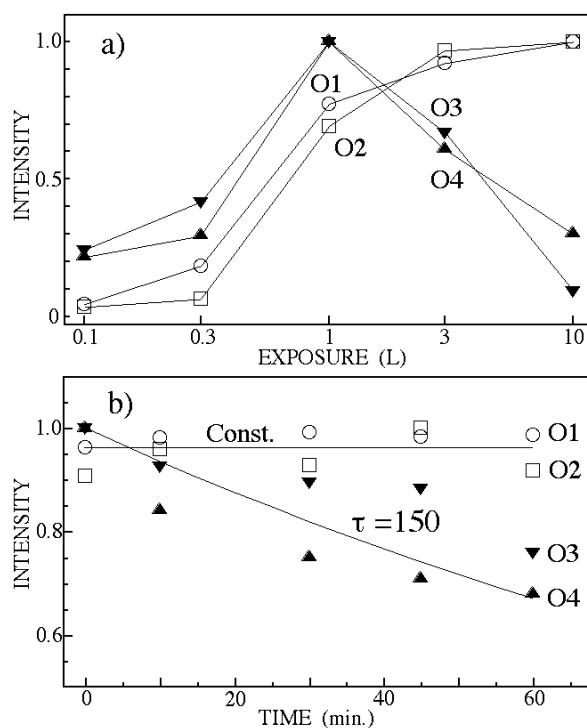 a)
1.0
0.5
0
INTENSITY
O1
O2
O3
O4
0.1 0.3 1 3 10
EXPOSURE (L)
b)
1.0
0.8
0.6
INTENSITY
Const.
τ =150
O1
O2
O3
O4
0 20 40 60
TIME (min.)